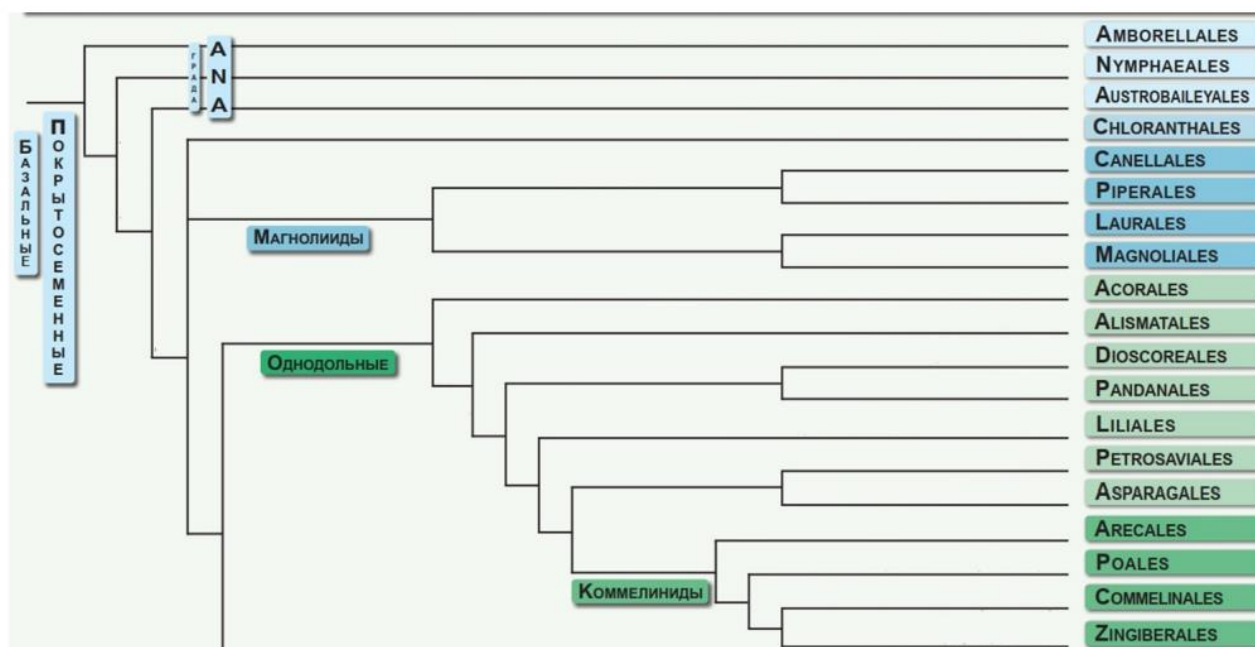 БАЗАЛЬНЫЕ
ПОКРЫТОСЕМЕННЫЕ
ГРАДА
ANA
AMBORELLALES
NYMPHAEALES
AUSTROBAILEYALES
CHLORANTHALES
CANELLALES
PIPERALES
LAURALES
МАГНОЛИИДЫ
MAGNOLIALES
ACORALES
ALISMATALES
ОДНОДОЛЬНЫЕ
DIOSCOREALES
PANDANALES
LILIALES
PETROSAVIALES
ASPARAGALES
ARECALES
POALES
КОММЕЛИНИДЫ
COMMELINALES
ZINGIBERALES